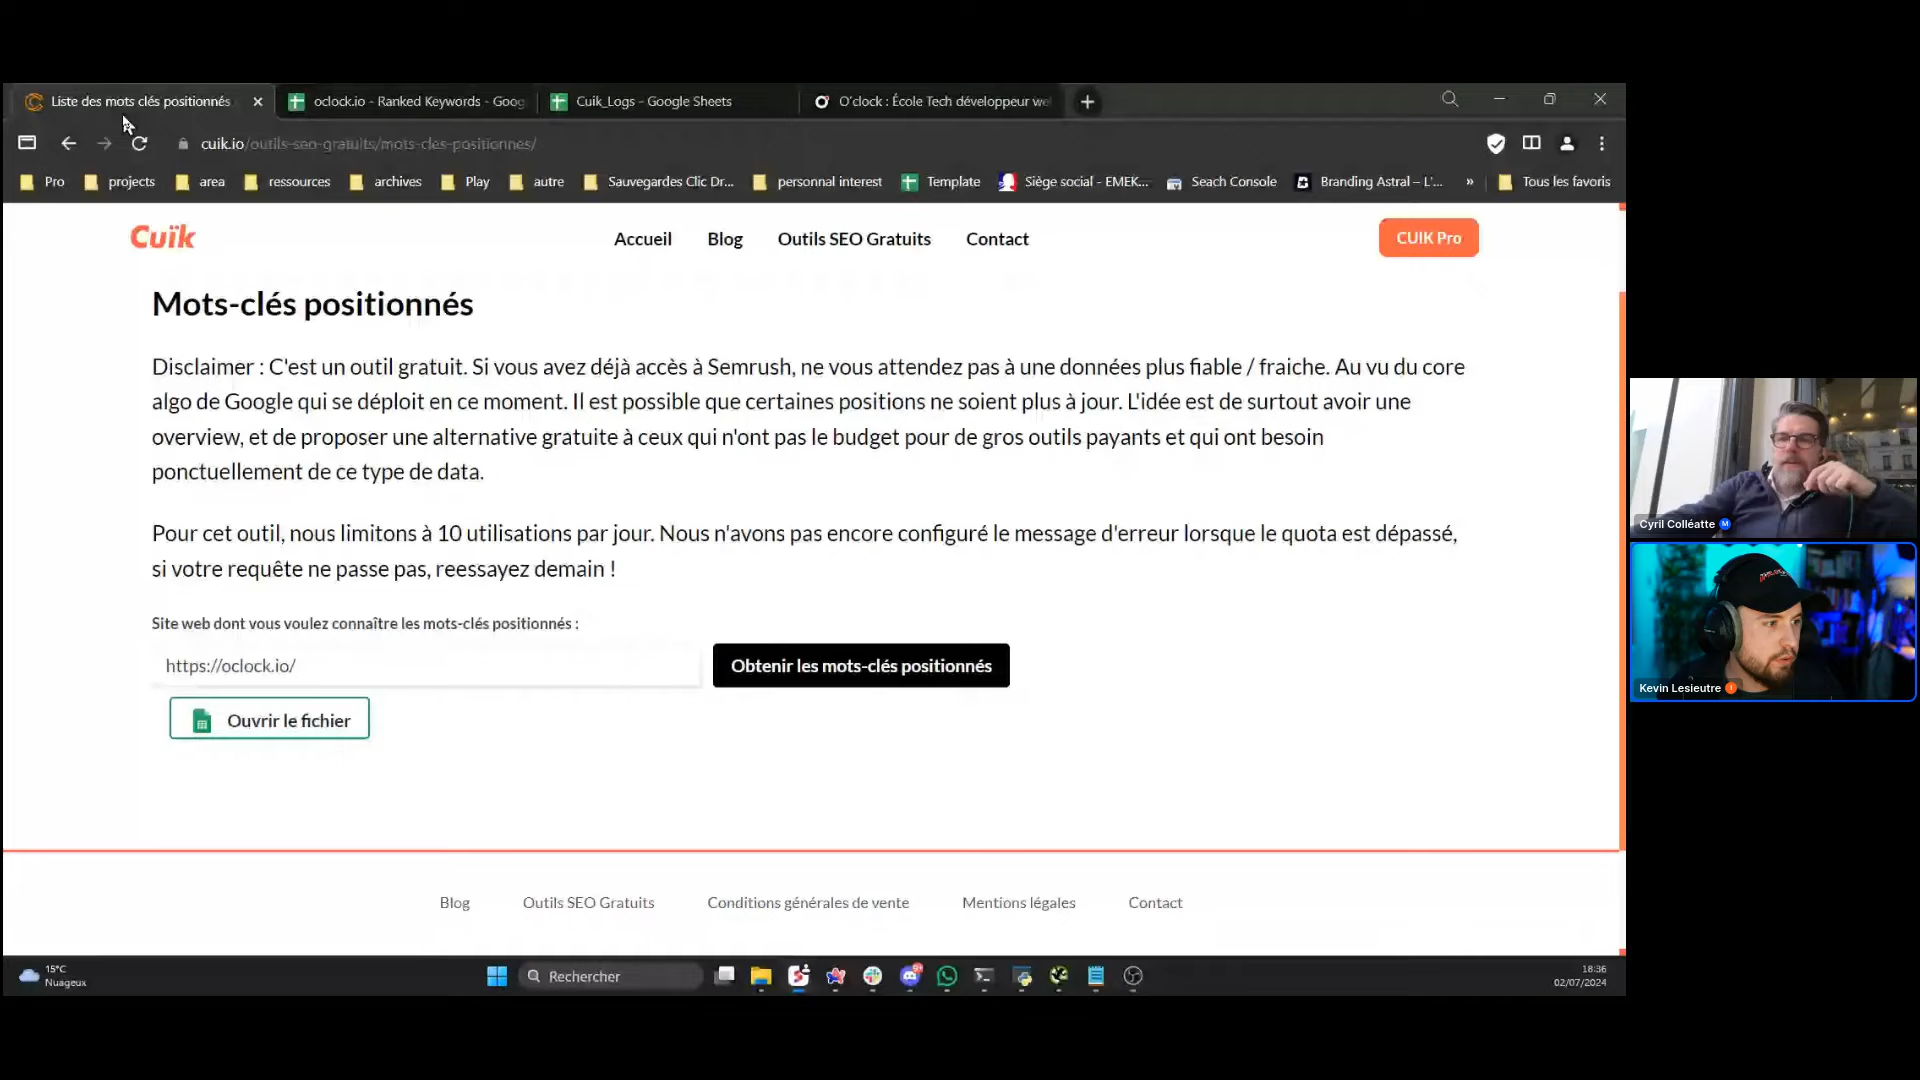 Liste des mots clés positionnés
oclock.io - Ranked Keywords - Goog
Cuik_Logs - Google Sheets
O'clock : École Tech développeur we
cuik.io/outils-seo-gratuits/mots-cles-positionnes/
Pro
projects
area
ressources
archives
Play
autre
Sauvegardes Clic Dr...
personnal interest
Template
Siège social - EMEK...
Seach Console
Branding Astral – L'...
»
Tous les favoris
Cuïk
Accueil
Blog
Outils SEO Gratuits
Contact
CUIK Pro
Mots-clés positionnés
Disclaimer : C'est un outil gratuit. Si vous avez déjà accès à Semrush, ne vous attendez pas à une données plus fiable / fraiche. Au vu du core
algo de Google qui se déploit en ce moment. Il est possible que certaines positions ne soient plus à jour. L'idée est de surtout avoir une
overview, et de proposer une alternative gratuite à ceux qui n'ont pas le budget pour de gros outils payants et qui ont besoin
ponctuellement de ce type de data.
Pour cet outil, nous limitons à 10 utilisations par jour. Nous n'avons pas encore configuré le message d'erreur lorsque le quota est dépassé,
si votre requête ne passe pas, reessayez demain !
Site web dont vous voulez connaître les mots-clés positionnés :
https://oclock.io/
Obtenir les mots-clés positionnés
Ouvrir le fichier
Blog
Outils SEO Gratuits
Conditions générales de vente
Mentions légales
Contact
15°C
Nuageux
Rechercher
18:36
02/07/2024
Cyril Colléatte
Kevin Lesieutre